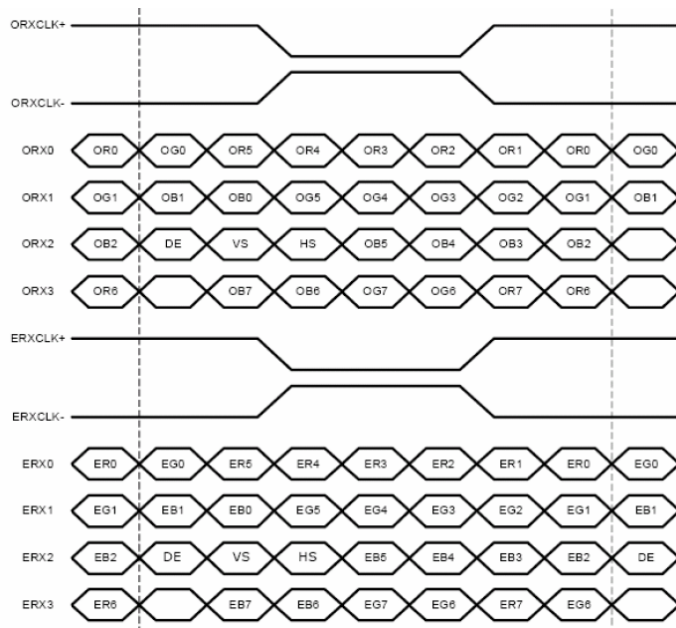 ORXCLK+
ORXCLK-
ORX0 OR0 OG0 OR5 OR4 OR3 OR2 OR1 OR0 OG0
ORX1 OG1 OB1 OB0 OG5 OG4 OG3 OG2 OG1 OB1
ORX2 OB2 DE VS HS OB5 OB4 OB3 OB2
ORX3 OR6 OB7 OB6 OG7 OG6 OR7 OR6
ERXCLK+
ERXCLK-
ERX0 ER0 EG0 ER5 ER4 ER3 ER2 ER1 ER0 EG0
ERX1 EG1 EB1 EB0 EG5 EG4 EG3 EG2 EG1 EB1
ERX2 EB2 DE VS HS EB5 EB4 EB3 EB2 DE
ERX3 ER6 EB7 EB6 EG7 EG6 ER7 EG6